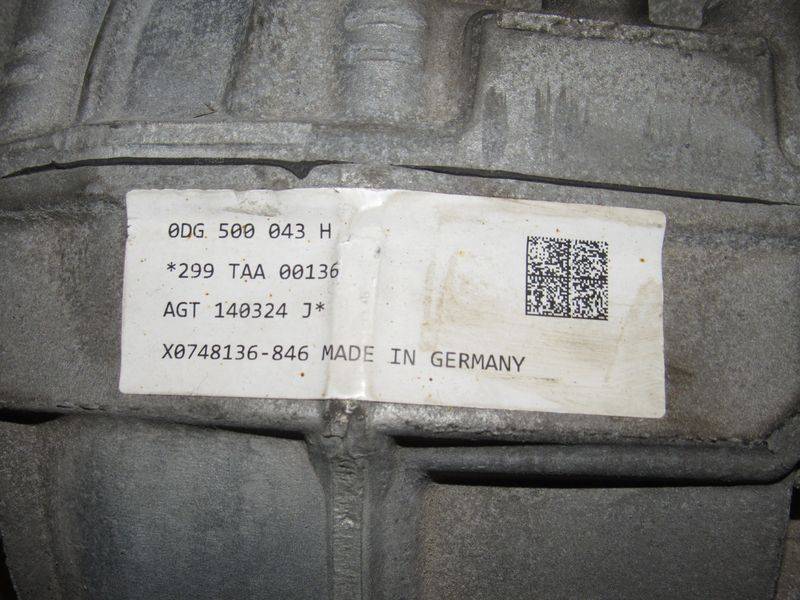 0DG 500 043 H
*299 TAA 00136
AGT 140324 J*
X0748136-846 MADE IN GERMANY